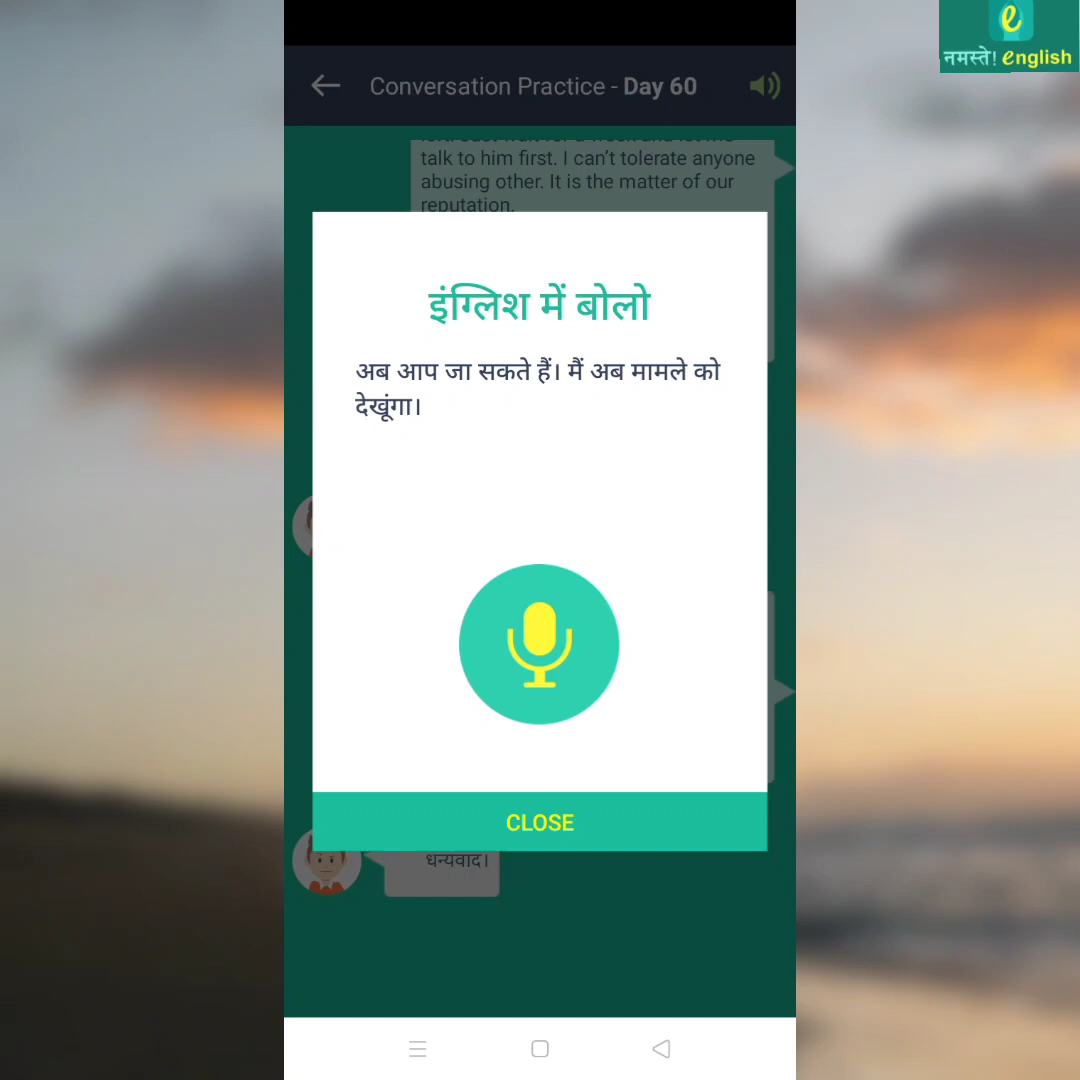 नमस्ते! English
Conversation Practice - Day 60
talk to him first. I can't tolerate anyone
abusing other. It is the matter of our
reputation.
इंग्लिश में बोलो
अब आप जा सकते हैं। मैं अब मामले को
देखूंगा।
CLOSE
धन्यवाद।